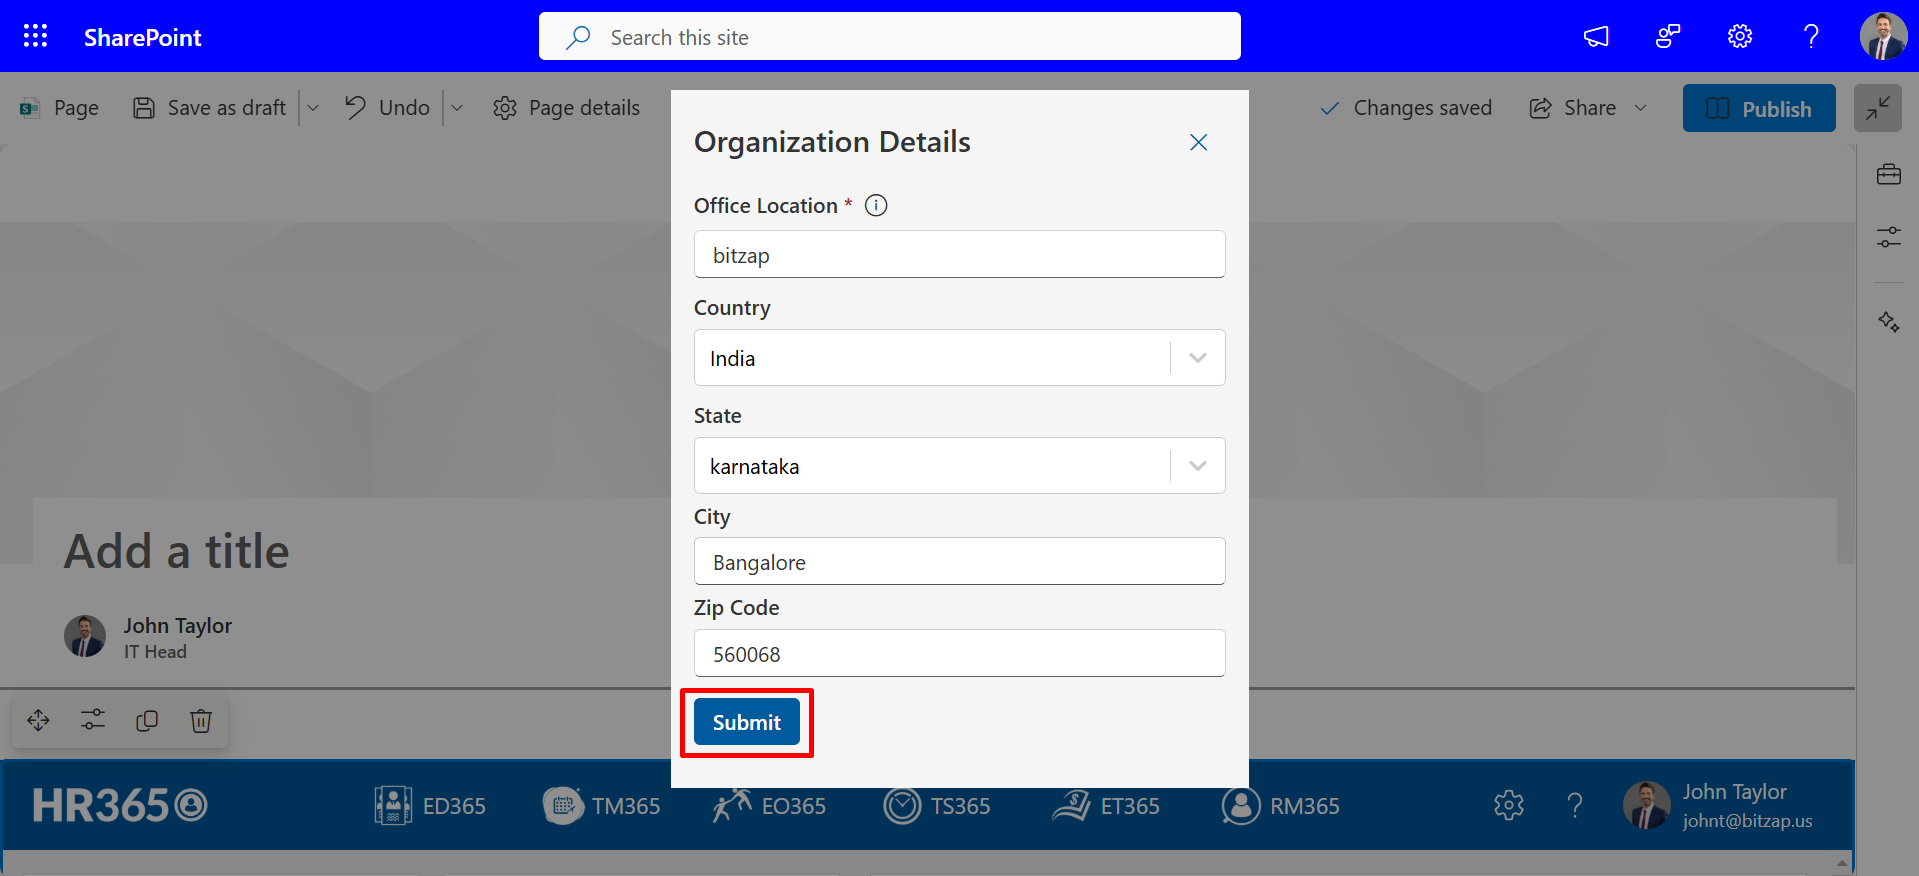 SharePoint
Search this site
Page
Save as draft
Undo
Page details
Changes saved
Share
Publish
Organization Details
Office Location *
bitzap
Country
India
State
karnataka
City
Bangalore
Zip Code
560068
Submit
Add a title
John Taylor
IT Head
HR365
ED365
TM365
EO365
TS365
ET365
RM365
John Taylor
johnt@bitzap.us